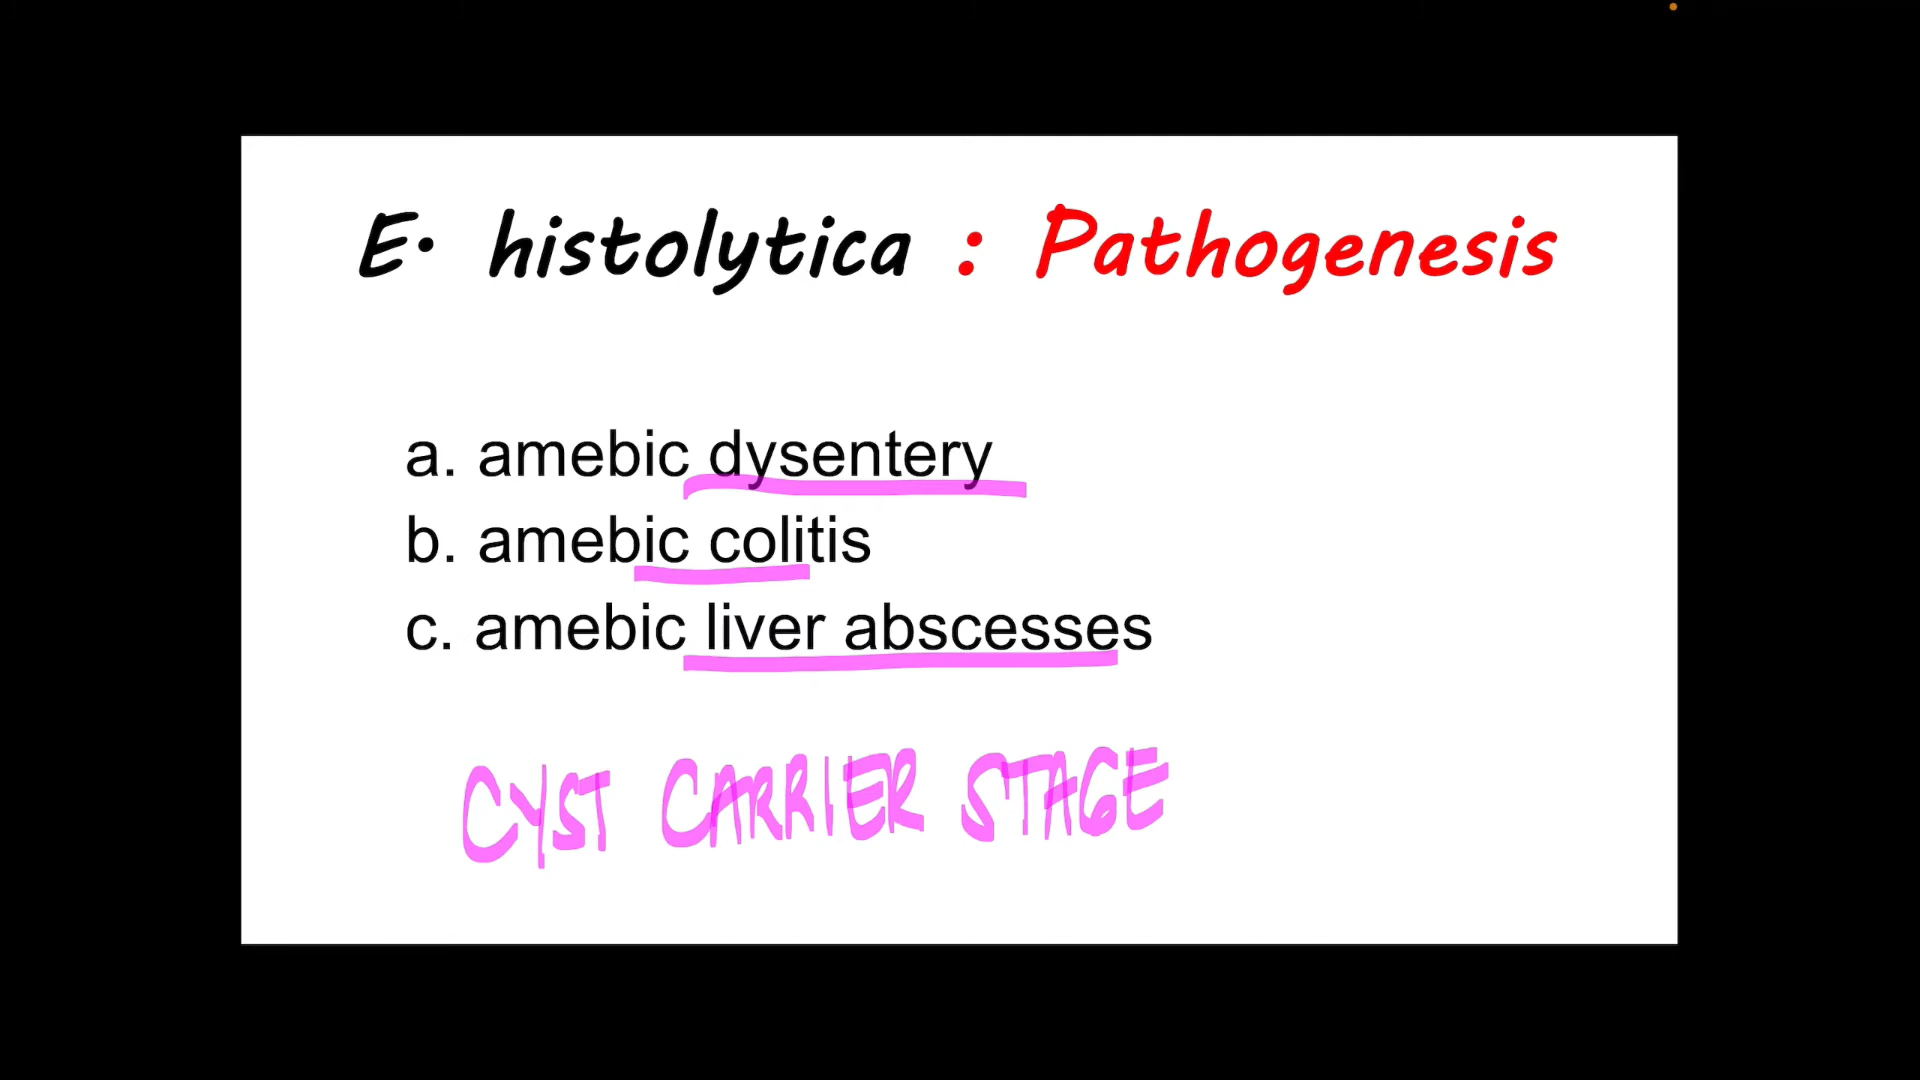 E. histolytica : Pathogenesis
a. amebic dysentery
b. amebic colitis
c. amebic liver abscesses
CYST CARRIER STAGE